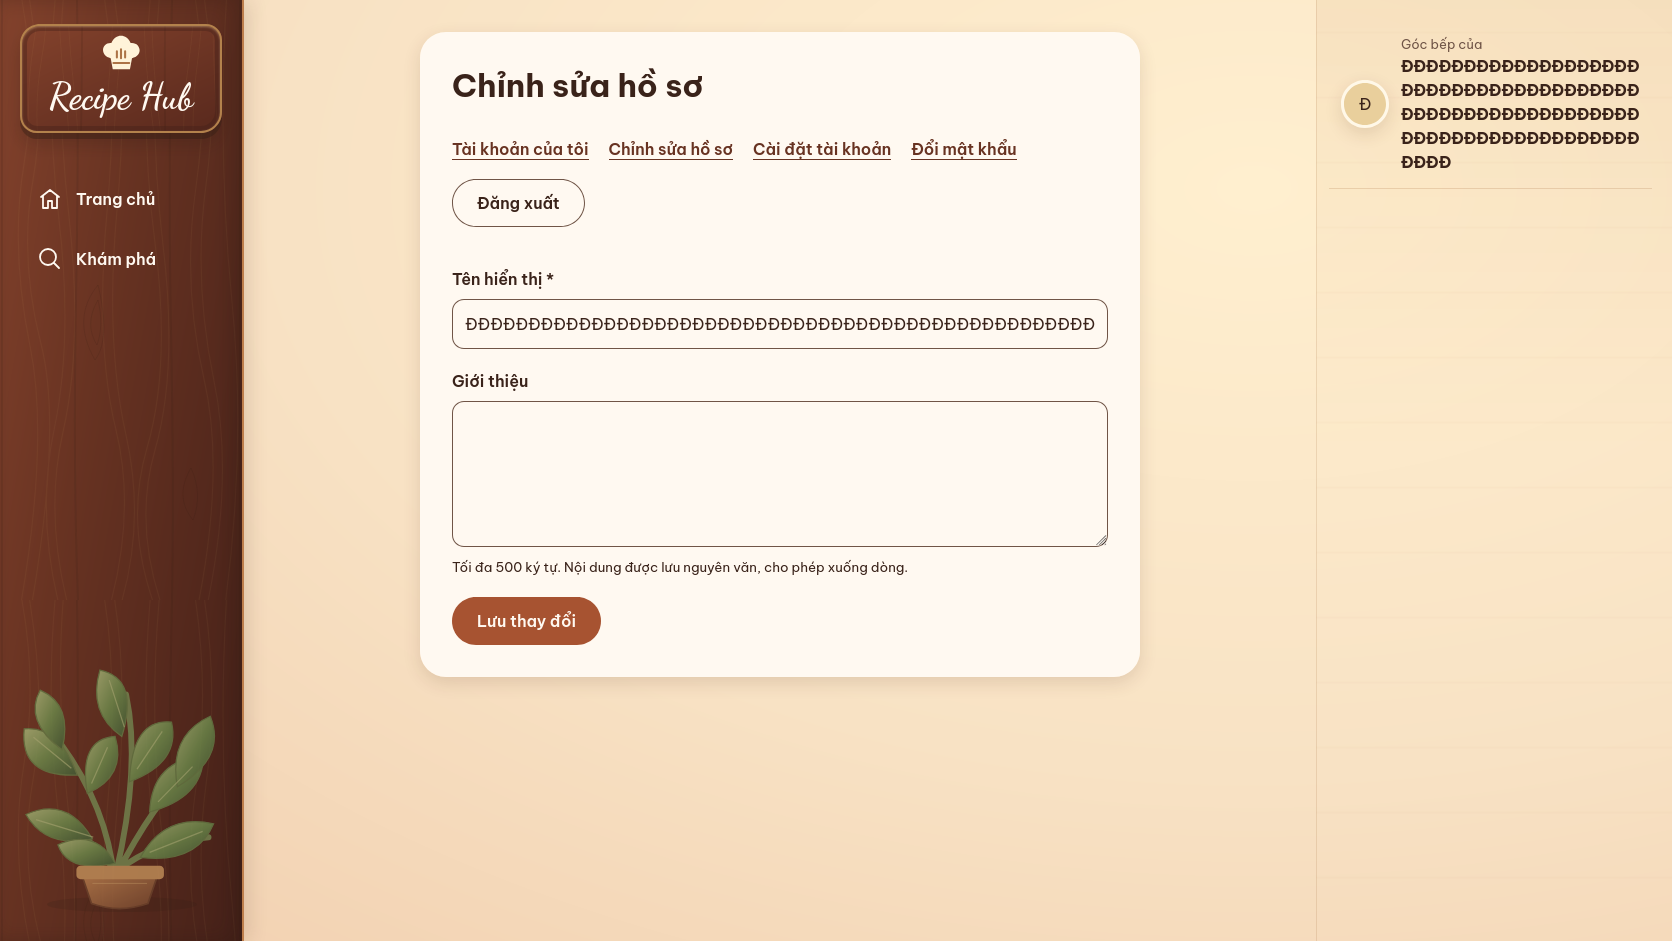 Recipe Hub
Trang chủ
Khám phá
Chỉnh sửa hồ sơ
Tài khoản của tôi Chỉnh sửa hồ sơ Cài đặt tài khoản Đổi mật khẩu
Đăng xuất
Tên hiển thị *
ĐĐĐĐĐĐĐĐĐĐĐĐĐĐĐĐĐĐĐĐĐĐĐĐĐĐĐĐĐĐĐĐĐĐĐĐĐĐĐĐĐĐĐĐĐĐĐĐĐĐ
Giới thiệu
Tối đa 500 ký tự. Nội dung được lưu nguyên văn, cho phép xuống dòng.
Lưu thay đổi
Góc bếp của
Đ
ĐĐĐĐĐĐĐĐĐĐĐĐĐĐĐĐĐĐĐ
ĐĐĐĐĐĐĐĐĐĐĐĐĐĐĐĐĐĐĐ
ĐĐĐĐĐĐĐĐĐĐĐĐĐĐĐĐĐĐĐ
ĐĐĐĐĐĐĐĐĐĐĐĐĐĐĐĐĐĐĐ
ĐĐĐĐ